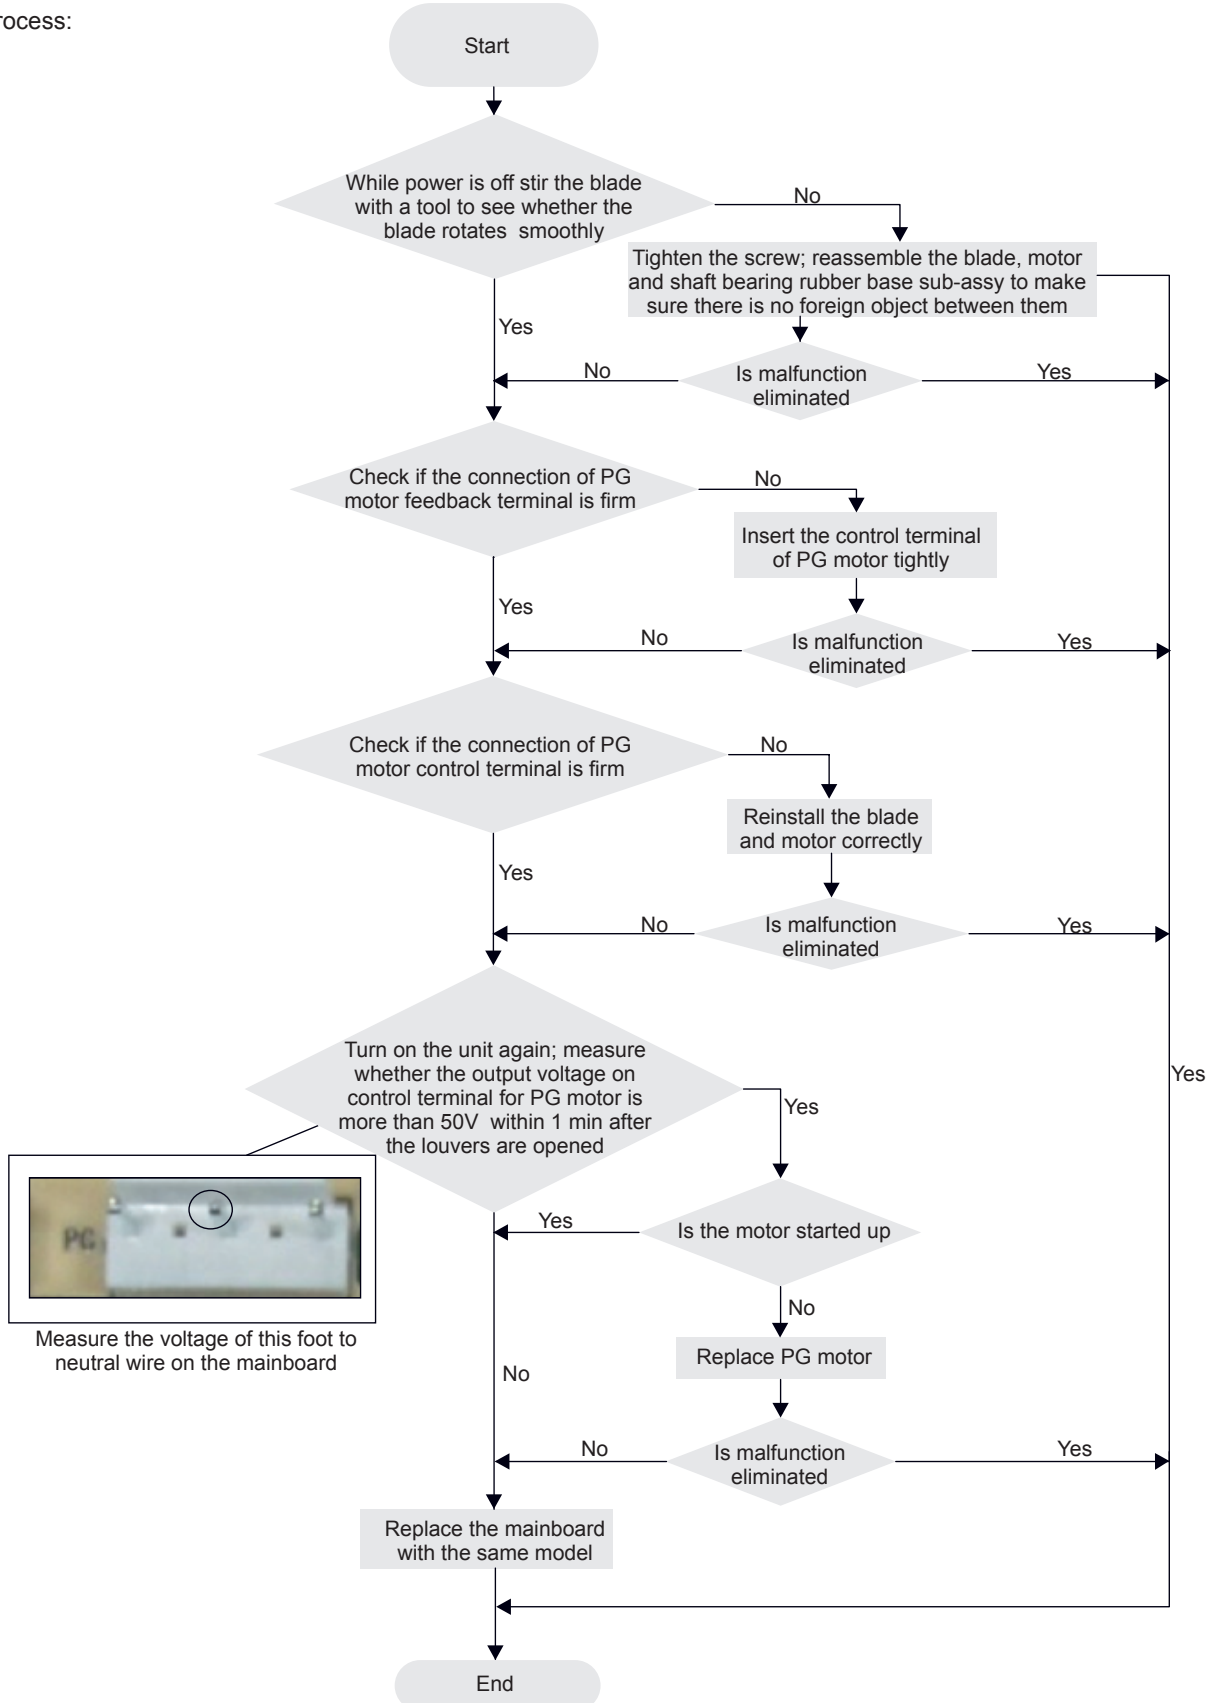 rocess:
Start
While power is off stir the blade
with a tool to see whether the
blade rotates smoothly
No
Tighten the screw; reassemble the blade, motor
and shaft bearing rubber base sub-assy to make
sure there is no foreign object between them
Yes
No
Is malfunction
eliminated
Yes
Check if the connection of PG
motor feedback terminal is firm
No
Insert the control terminal
of PG motor tightly
Yes
No
Is malfunction
eliminated
Yes
Check if the connection of PG
motor control terminal is firm
No
Reinstall the blade
and motor correctly
Yes
No
Is malfunction
eliminated
Yes
Turn on the unit again; measure
whether the output voltage on
control terminal for PG motor is
more than 50V within 1 min after
the louvers are opened
Yes
Yes
PG
Yes
Is the motor started up
Measure the voltage of this foot to
neutral wire on the mainboard
No
Replace PG motor
No
No
Is malfunction
eliminated
Yes
Replace the mainboard
with the same model
End